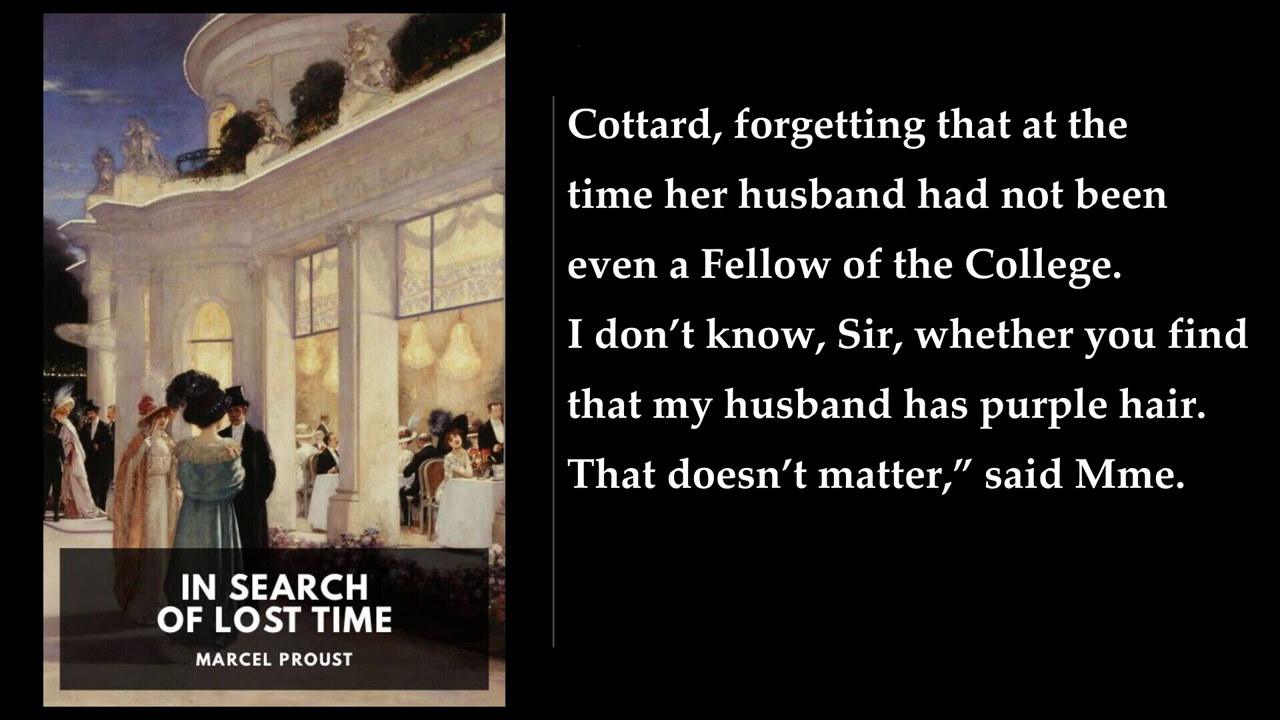 Cottard, forgetting that at the
time her husband had not been
even a Fellow of the College.
I don’t know, Sir, whether you find
that my husband has purple hair.
That doesn’t matter,” said Mme.
IN SEARCH
OF LOST TIME
MARCEL PROUST